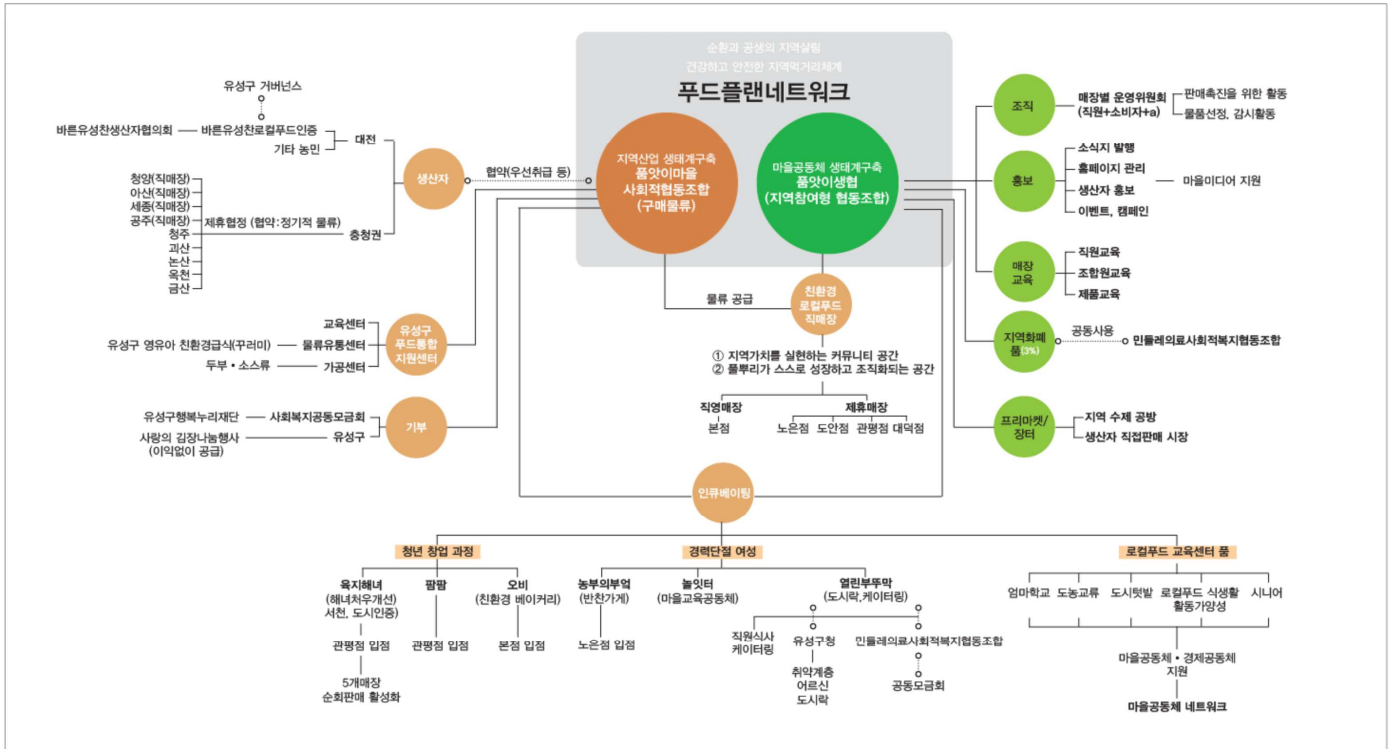 순환과 공생의 지역살림
건강하고 안전한 지역먹거리체계
푸드플랜네트워크
지역산업 생태계구축
품앗이마을
사회적협동조합
(구매물류)
마을공동체 생태계구축
품앗이생협
(지역참여형 협동조합)
유성구 거버넌스
바른유성찬생산자협의회
바른유성찬로컬푸드인증
기타 농민
대전
생산자
협약(우선취급 등)
청양(직매장)
아산(직매장)
세종(직매장)
공주(직매장)
청주
괴산
논산
옥천
금산
제휴협정 (협약:정기적 물류)
충청권
교육센터
유성구 영유아 친환경급식(꾸러미)
물류유통센터
두부・소스류
가공센터
유성구
푸드통합
지원센터
유성구행복누리재단
사회복지공동모금회
사랑의 김장나눔행사
(이익없이 공급)
유성구
기부
물류 공급
친환경
로컬푸드
직매장
① 지역가치를 실현하는 커뮤니티 공간
② 풀뿌리가 스스로 성장하고 조직화되는 공간
직영매장
본점
제휴매장
노은점
도안점
관평점
대덕점
조직
매장별 운영위원회
(직원+소비자+a)
판매촉진을 위한 활동
물품선정, 감시활동
홍보
소식지 발행
홈페이지 관리
생산자 홍보
이벤트, 캠페인
마을미디어 지원
매장
교육
직원교육
조합원교육
제품교육
지역화폐
품(3%)
공동사용
민들레의료사회적복지협동조합
프리마켓/
장터
지역 수제 공방
생산자 직접판매 시장
인큐베이팅
청년 창업 과정
육지해녀
(해녀처우개선)
서천, 도시인증)
관평점 입점
5개매장
순회판매 활성화
팜팜
관평점 입점
오비
(친환경 베이커리)
본점 입점
경력단절 여성
농부의부엌
(반찬가게)
노은점 입점
놀잇터
(마을교육공동체)
열린부뚜막
(도시락,케이터링)
직원식사
케이터링
유성구청
취약계층
어르신
도시락
민들레의료사회적복지협동조합
공동모금회
로컬푸드 교육센터 품
엄마학교
도농교류
도시텃밭
로컬푸드 식생활
활동가양성
시니어
마을공동체・경제공동체
지원
마을공동체 네트워크